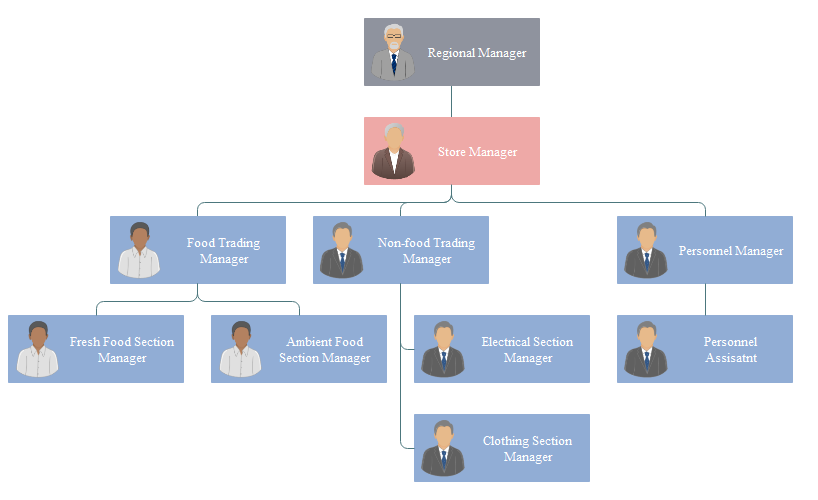 Regional Manager
Store Manager
Food Trading
Manager
Non-food Trading
Manager
Personnel Manager
Fresh Food Section
Manager
Ambient Food
Section Manager
Electrical Section
Manager
Personnel
Assisatnt
Clothing Section
Manager